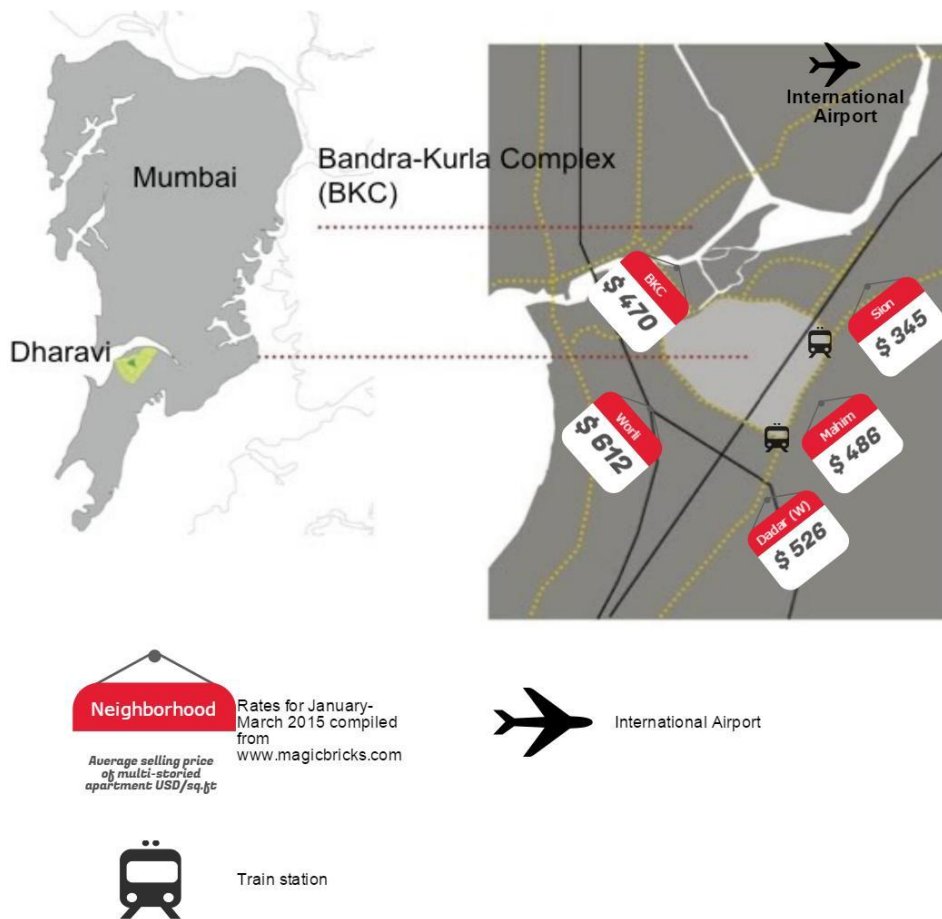 International
Airport
Bandra-Kurla Complex
(BKC)
Mumbai
BKC
$ 470
Sion
$ 345
Dharavi
Worli
$ 612
Mahim
$ 486
Dadar (W)
$ 526
Neighborhood
Rates for January-
March 2015 compiled
from
www.magicbricks.com
International Airport
Average selling price
of multi-storied
apartment USD/sq.ft
Train station